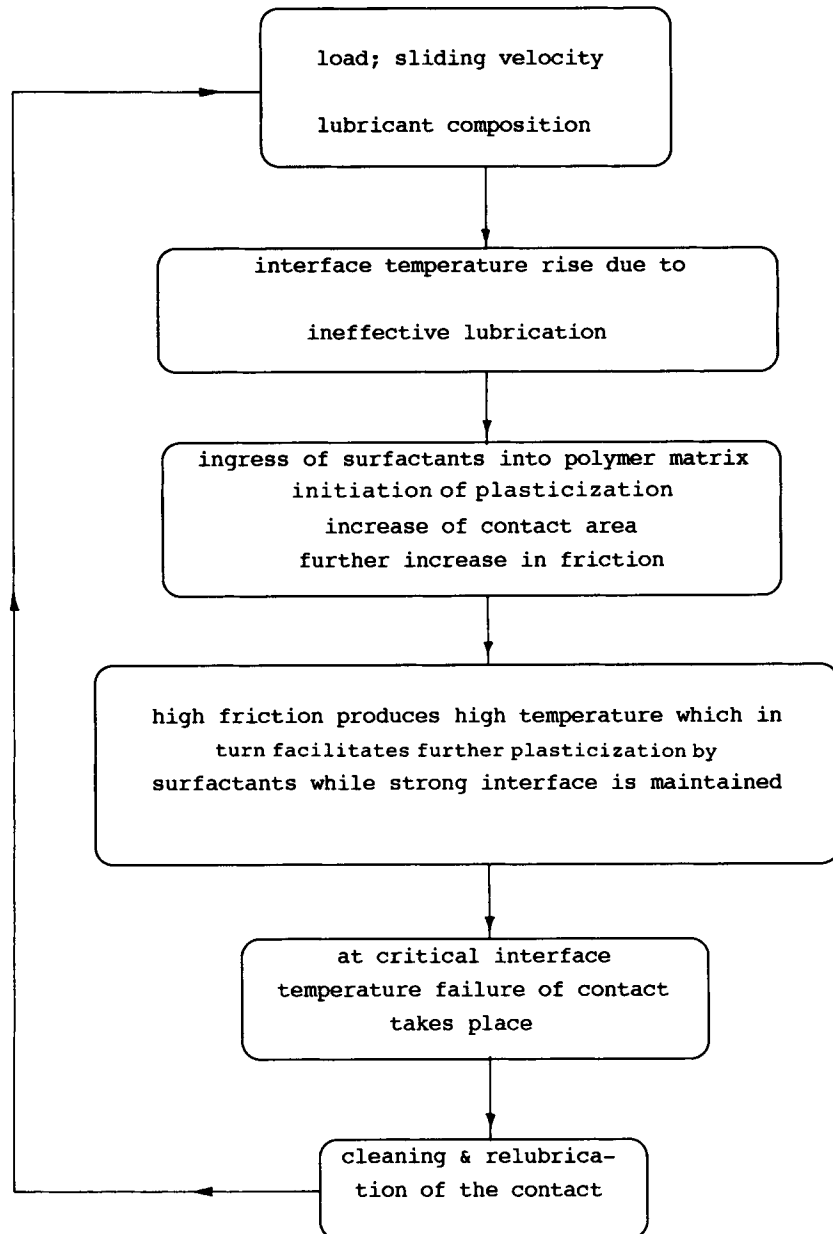 load; sliding velocity
lubricant composition
interface temperature rise due to
ineffective lubrication
ingress of surfactants into polymer matrix
initiation of plasticization
increase of contact area
further increase in friction
high friction produces high temperature which in
turn facilitates further plasticization by
surfactants while strong interface is maintained
at critical interface
temperature failure of contact
takes place
cleaning & relubrica-
tion of the contact